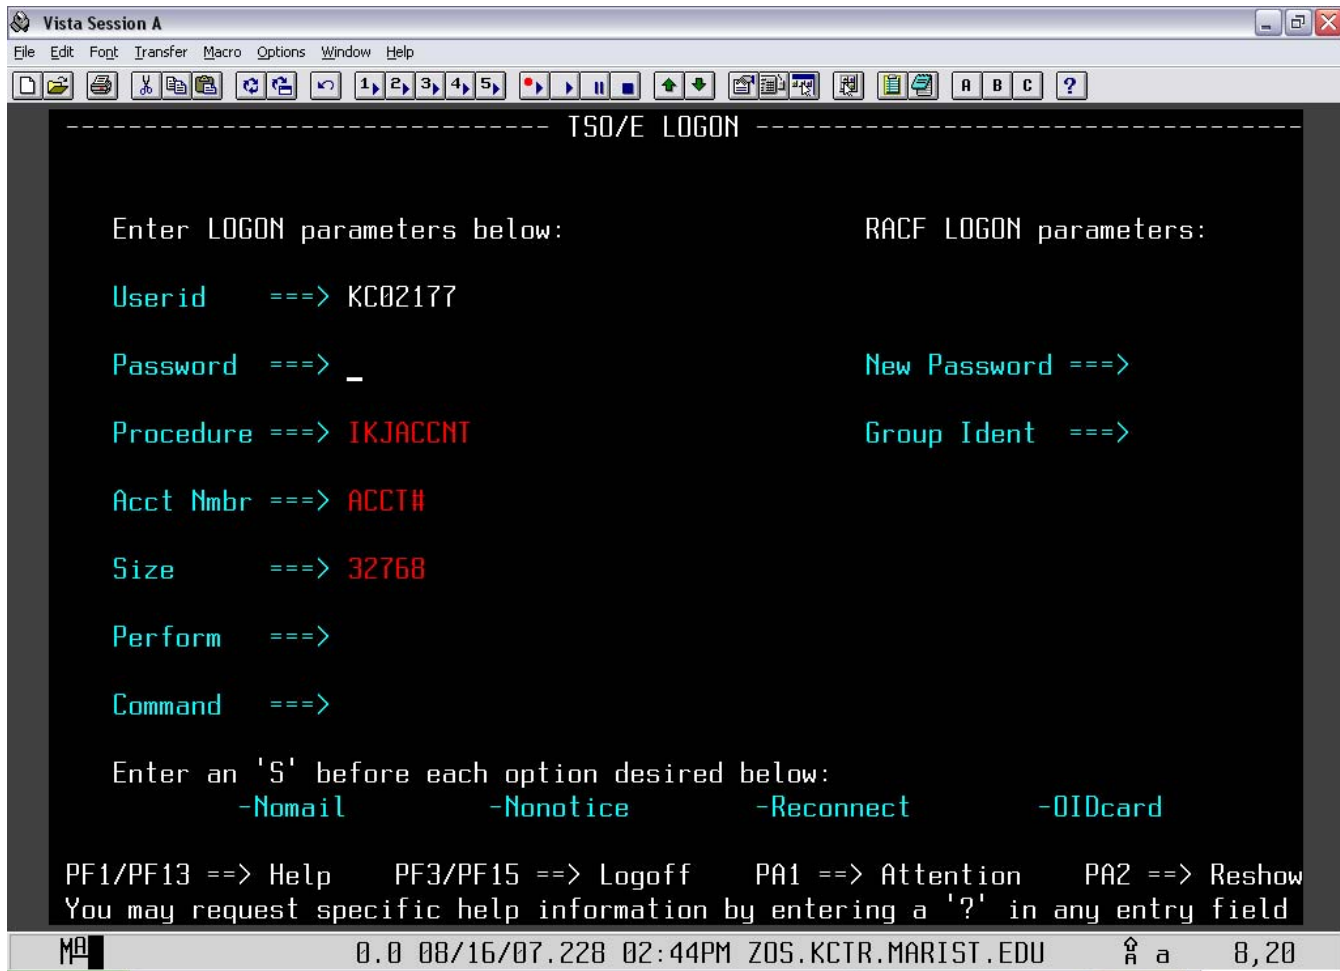 Vista Session A
File Edit Font Transfer Macro Options Window Help
1 2 3 4 5 A B C ?
------------------------------- TSO/E LOGON -----------------------------------
Enter LOGON parameters below: RACF LOGON parameters:
Userid ===> KC02177
Password ===> _ New Password ===>
Procedure ===> IKJACCNT Group Ident ===>
Acct Nmbr ===> ACCT#
Size ===> 32768
Perform ===>
Command ===>
Enter an 'S' before each option desired below:
-Nomail -Nonotice -Reconnect -OIDcard
PF1/PF13 ==> Help PF3/PF15 ==> Logoff PA1 ==> Attention PA2 ==> Reshow
You may request specific help information by entering a '?' in any entry field
MA 0.0 08/16/07.228 02:44PM ZOS.KCTR.MARIST.EDU A a 8,20